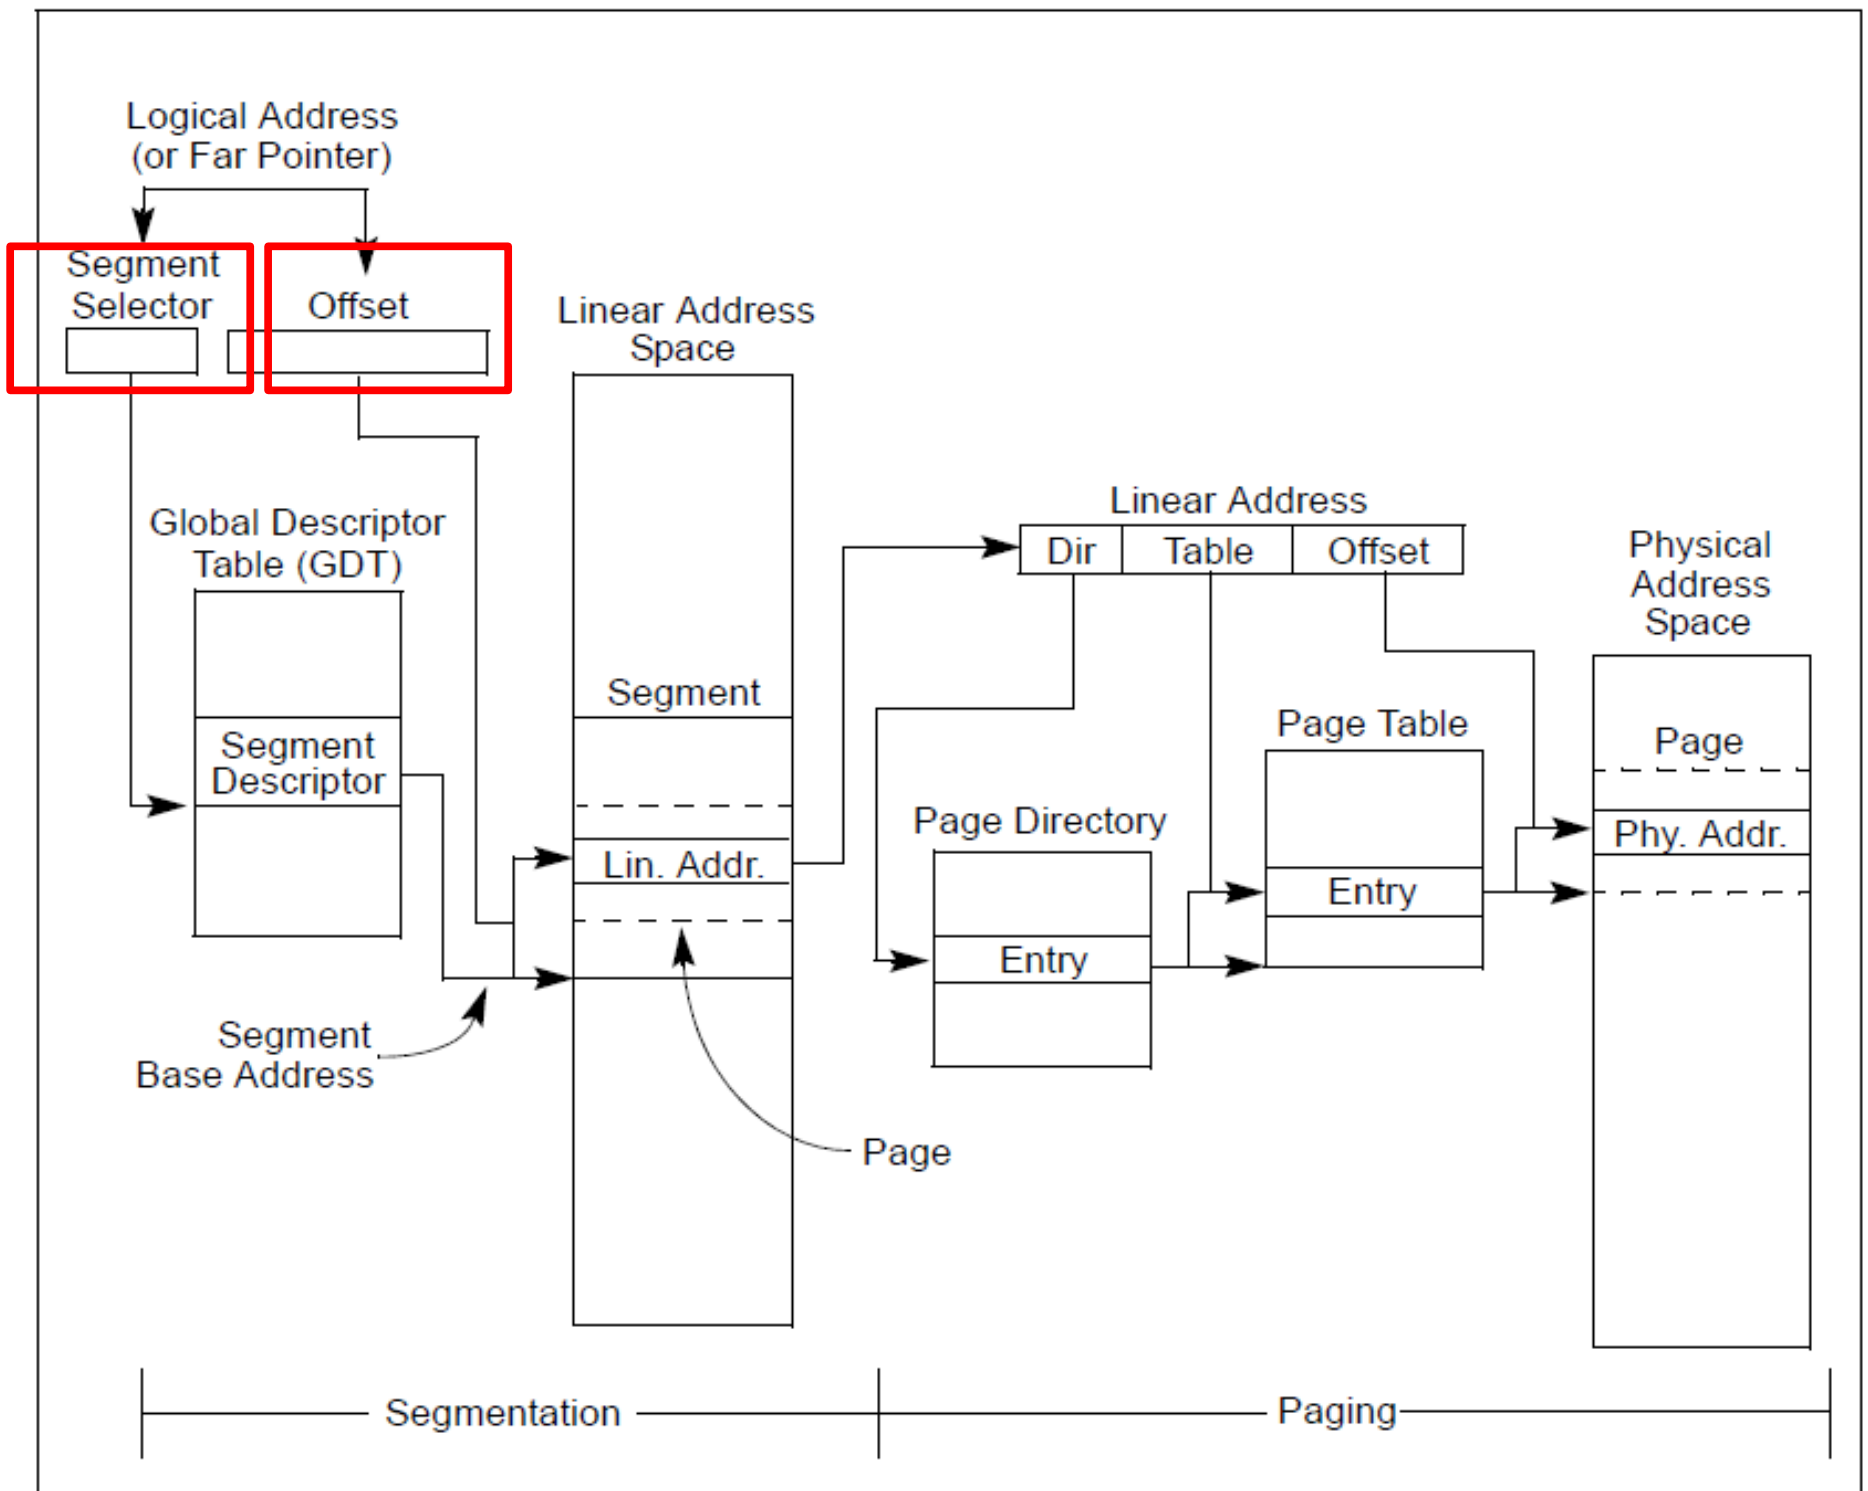 Logical Address
(or Far Pointer)
Segment
Selector
Offset
Linear Address
Space
Global Descriptor
Table (GDT)
Linear Address
Dir
Table
Offset
Physical
Address
Space
Segment
Segment
Descriptor
Page Table
Page
Page Directory
Phy. Addr.
Lin. Addr.
Entry
Entry
Segment
Base Address
Page
Segmentation
Paging